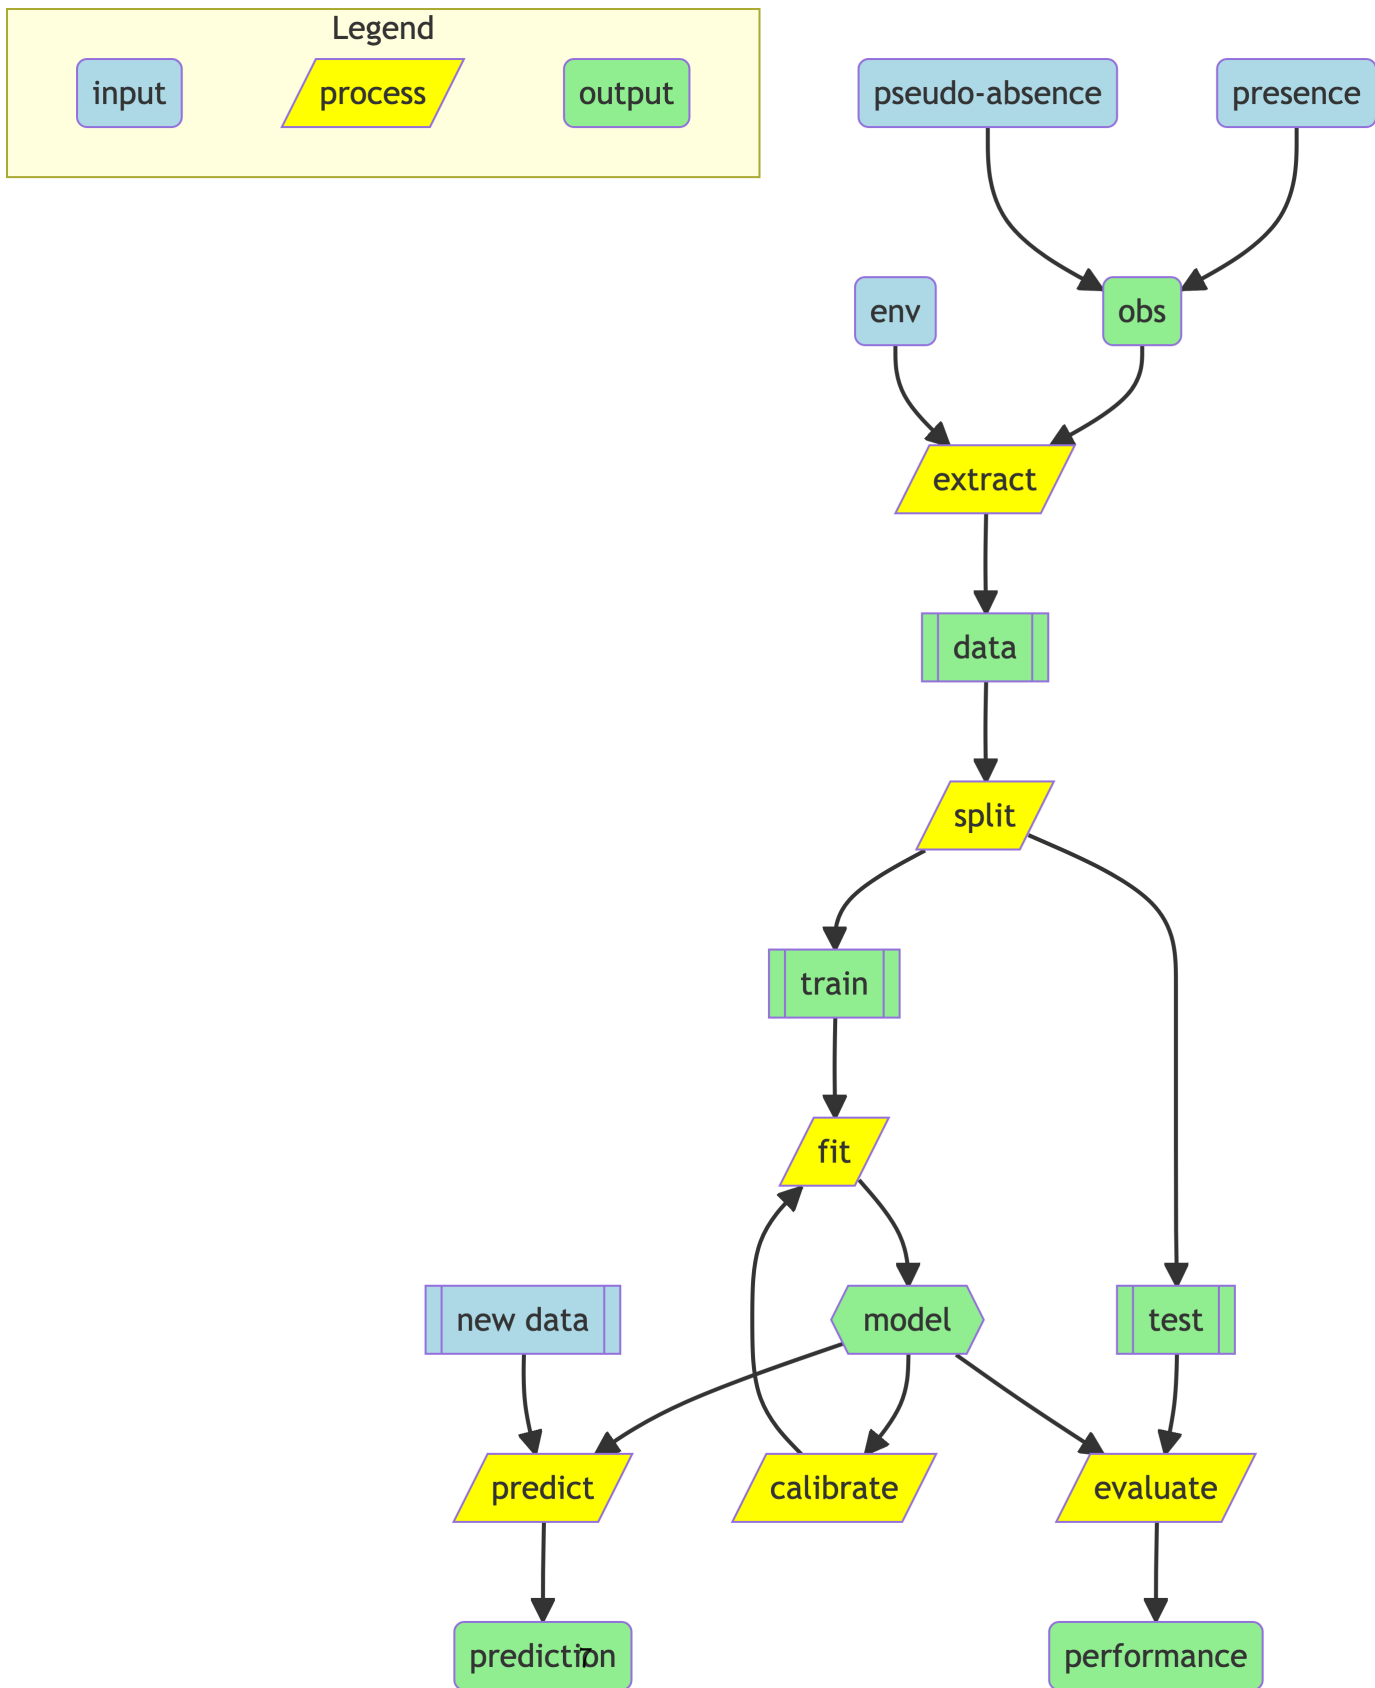 Legend
input
process
output
pseudo-absence
presence
env
obs
extract
data
split
train
fit
new data
model
test
predict
calibrate
evaluate
prediction
7
performance